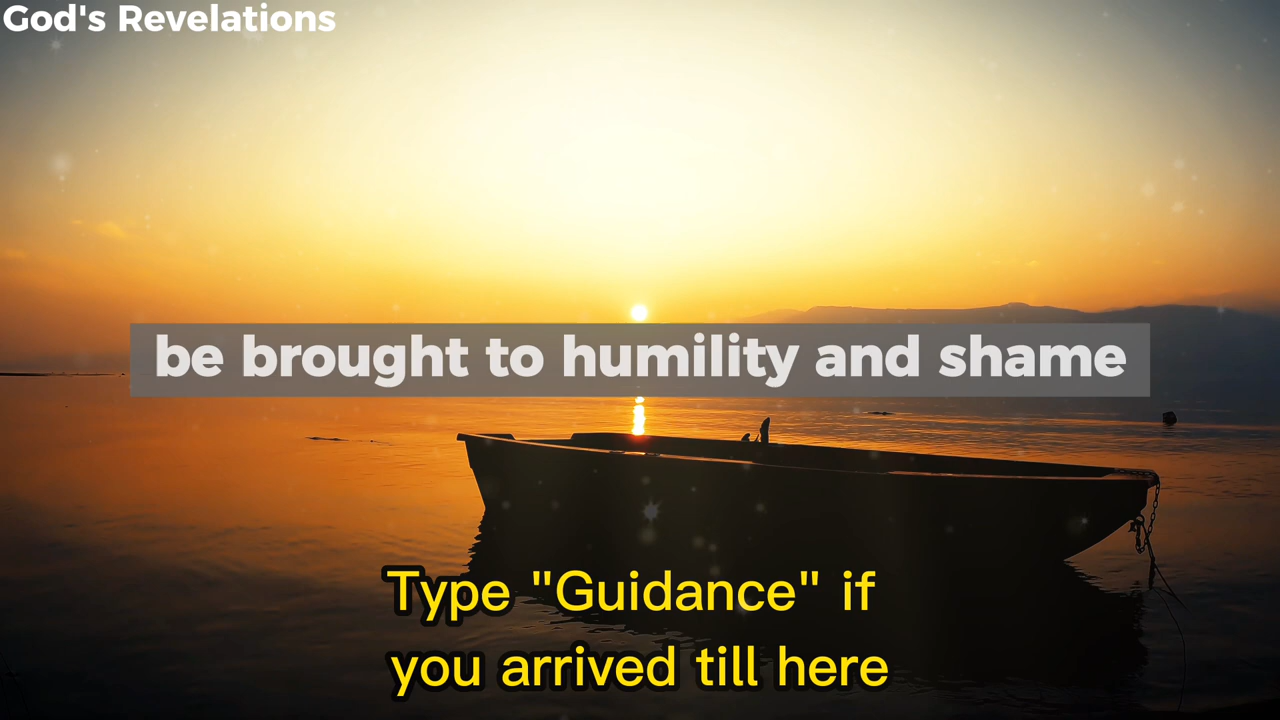 God's Revelations
be brought to humility and shame
Type "Guidance" if
you arrived till here